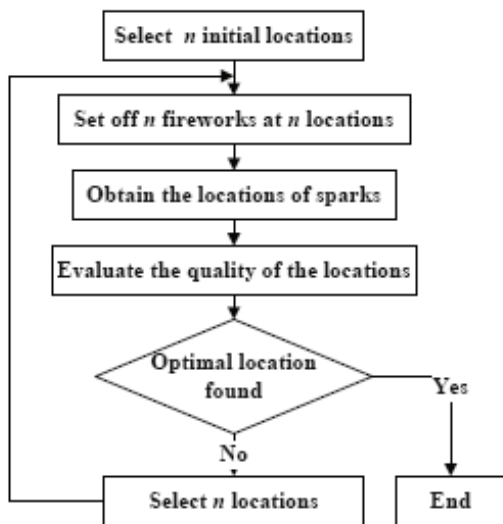 Select n initial locations
Set off n fireworks at n locations
Obtain the locations of sparks
Evaluate the quality of the locations
Optimal location
found
Yes
No
Select n locations
End